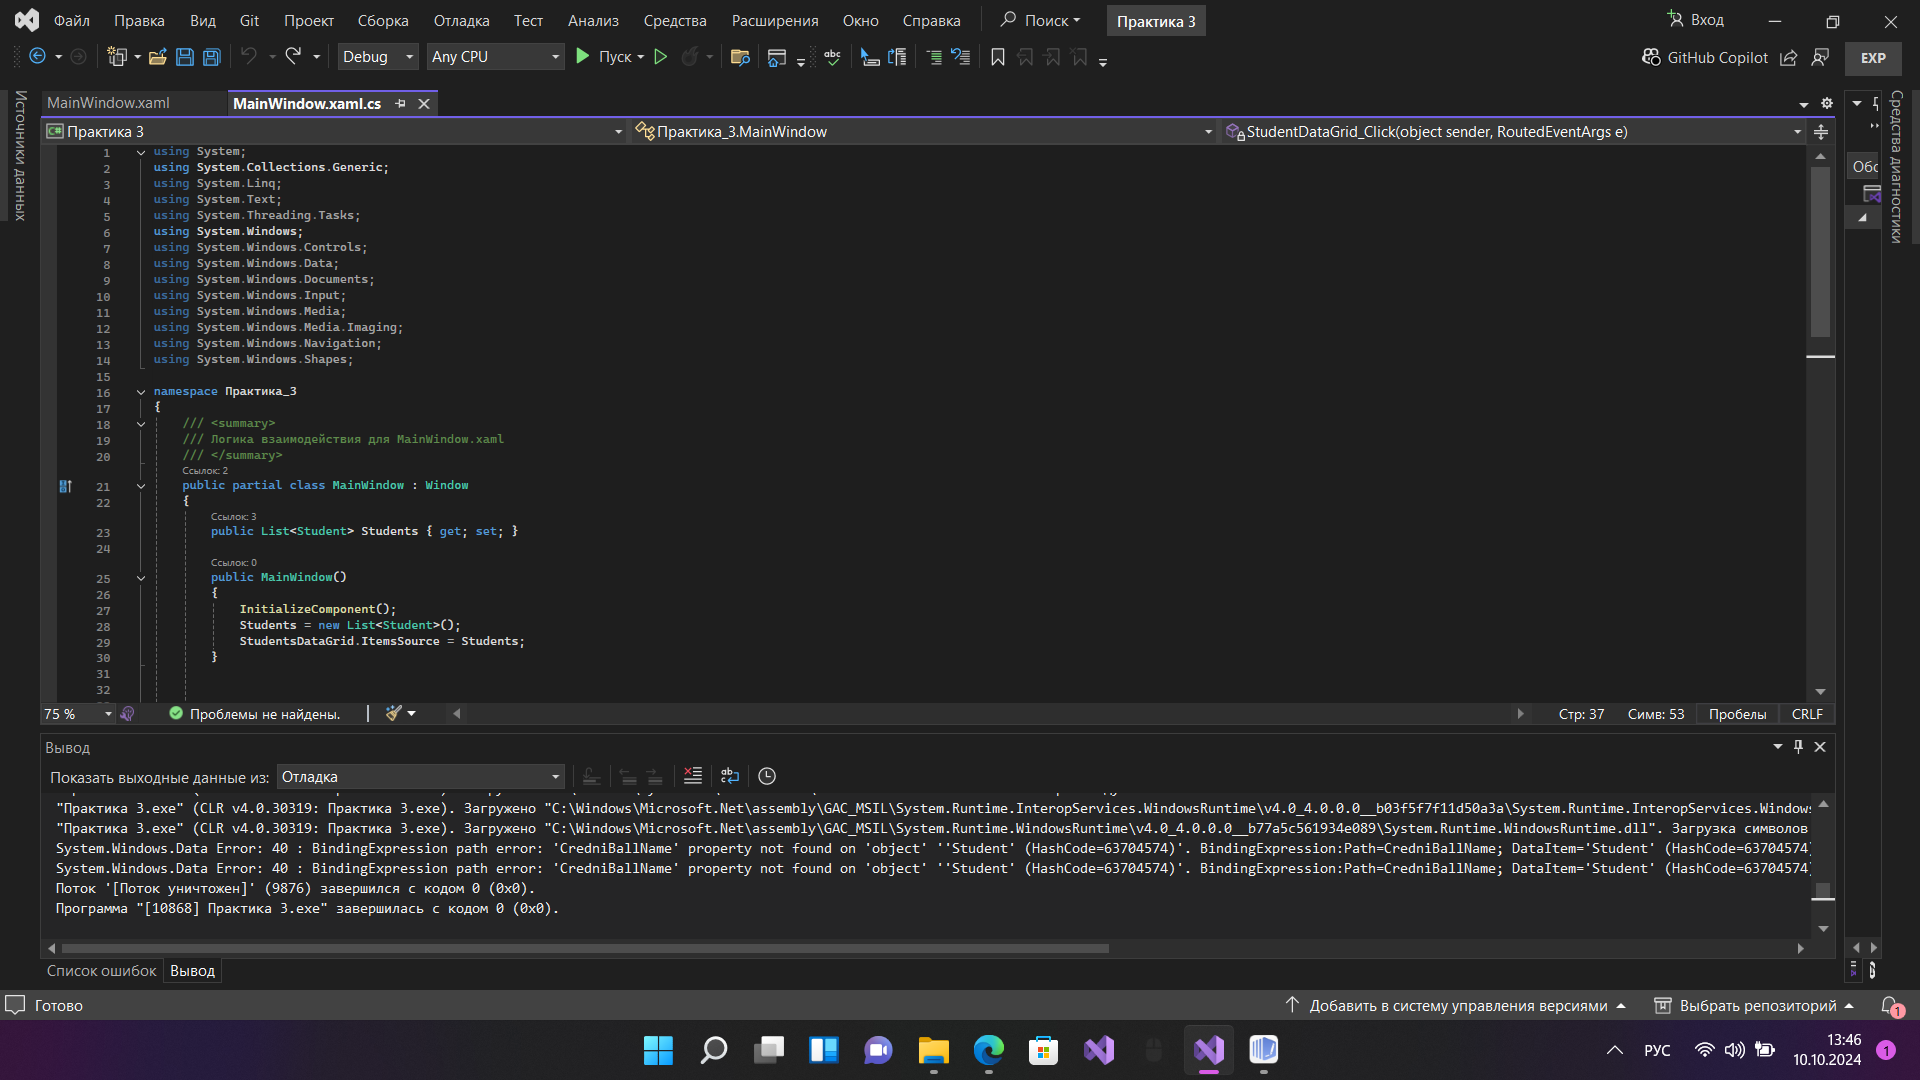 Файл Правка Вид Git Проект Сборка Отладка Тест Анализ Средства Расширения Окно Справка Поиск Практика 3 Вход
Debug Any CPU Пуск GitHub Copilot EXP
Источники данных
MainWindow.xaml MainWindow.xaml.cs
Практика 3 Практика_3.MainWindow StudentDataGrid_Click(object sender, RoutedEventArgs e)
1 using System;
2 using System.Collections.Generic;
3 using System.Linq;
4 using System.Text;
5 using System.Threading.Tasks;
6 using System.Windows;
7 using System.Windows.Controls;
8 using System.Windows.Data;
9 using System.Windows.Documents;
10 using System.Windows.Input;
11 using System.Windows.Media;
12 using System.Windows.Media.Imaging;
13 using System.Windows.Navigation;
14 using System.Windows.Shapes;
15
16 namespace Практика_3
17 {
18 /// <summary>
19 /// Логика взаимодействия для MainWindow.xaml
20 /// </summary>
Ссылок: 2
21 public partial class MainWindow : Window
22 {
Ссылок: 3
23 public List<Student> Students { get; set; }
24
Ссылок: 0
25 public MainWindow()
26 {
27 InitializeComponent();
28 Students = new List<Student>();
29 StudentsDataGrid.ItemsSource = Students;
30 }
31
32
75 % Проблемы не найдены. Стр: 37 Симв: 53 Пробелы CRLF
Обо
Средства диагностики
Вывод
Показать выходные данные из: Отладка
"Практика 3.exe" (CLR v4.0.30319: Практика 3.exe). Загружено "C:\Windows\Microsoft.Net\assembly\GAC_MSIL\System.Runtime.InteropServices.WindowsRuntime\v4.0_4.0.0.0__b03f5f7f11d50a3a\System.Runtime.InteropServices.Windows
"Практика 3.exe" (CLR v4.0.30319: Практика 3.exe). Загружено "C:\Windows\Microsoft.Net\assembly\GAC_MSIL\System.Runtime.WindowsRuntime\v4.0_4.0.0.0__b77a5c561934e089\System.Runtime.WindowsRuntime.dll". Загрузка символов
System.Windows.Data Error: 40 : BindingExpression path error: 'CredniBallName' property not found on 'object' ''Student' (HashCode=63704574)'. BindingExpression:Path=CredniBallName; DataItem='Student' (HashCode=63704574)
System.Windows.Data Error: 40 : BindingExpression path error: 'CredniBallName' property not found on 'object' ''Student' (HashCode=63704574)'. BindingExpression:Path=CredniBallName; DataItem='Student' (HashCode=63704574)
Поток '[Поток уничтожен]' (9876) завершился с кодом 0 (0x0).
Программа "[10868] Практика 3.exe" завершилась с кодом 0 (0x0).
Список ошибок Вывод
Готово Добавить в систему управления версиями Выбрать репозиторий 1
РУС 13:46
10.10.2024 1